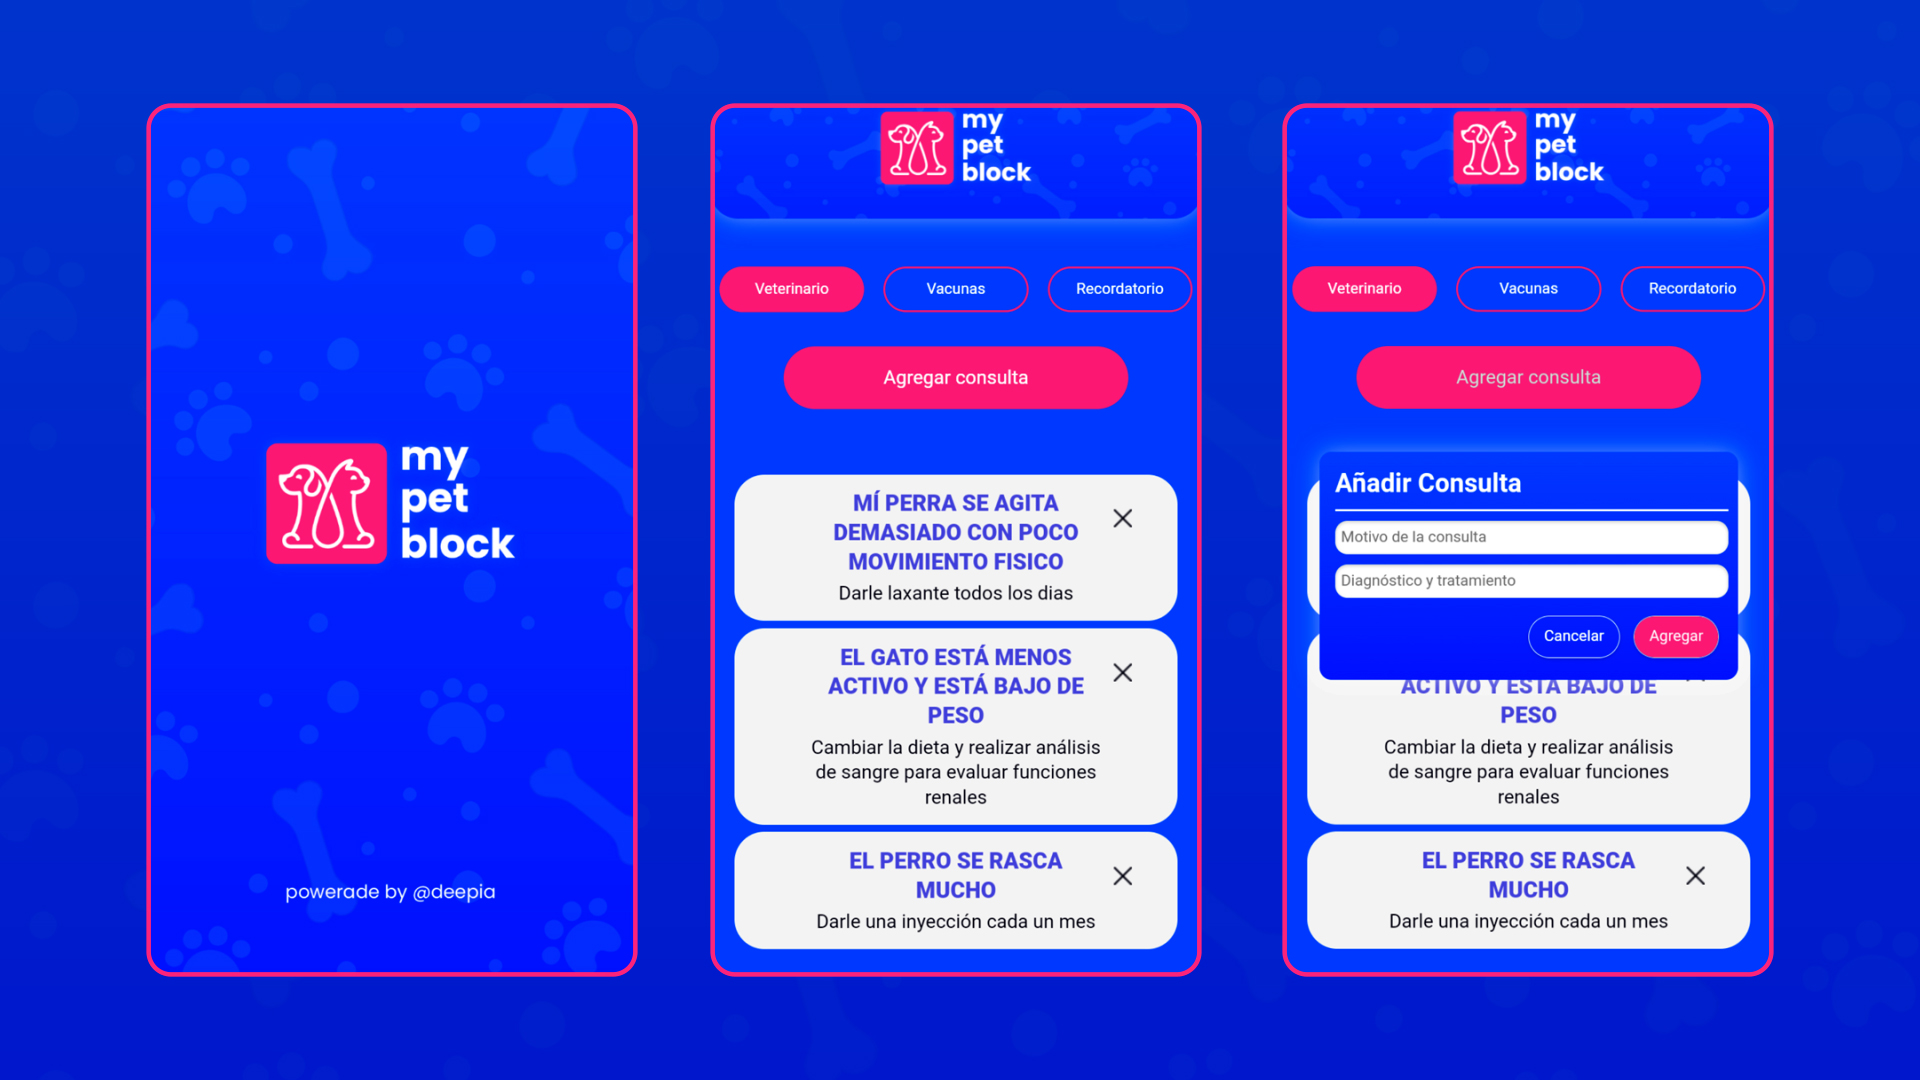 my
pet
block
powerade by @deepia
my
pet
block
Veterinario Vacunas Recordatorio
Agregar consulta
MÍ PERRA SE AGITA
DEMASIADO CON POCO
MOVIMIENTO FISICO
Darle laxante todos los dias
EL GATO ESTÁ MENOS
ACTIVO Y ESTÁ BAJO DE
PESO
Cambiar la dieta y realizar análisis
de sangre para evaluar funciones
renales
EL PERRO SE RASCA
MUCHO
Darle una inyección cada un mes
my
pet
block
Veterinario Vacunas Recordatorio
Agregar consulta
Añadir Consulta
Motivo de la consulta
Diagnóstico y tratamiento
Cancelar Agregar
ACTIVO Y ESTÁ BAJO DE
PESO
Cambiar la dieta y realizar análisis
de sangre para evaluar funciones
renales
EL PERRO SE RASCA
MUCHO
Darle una inyección cada un mes